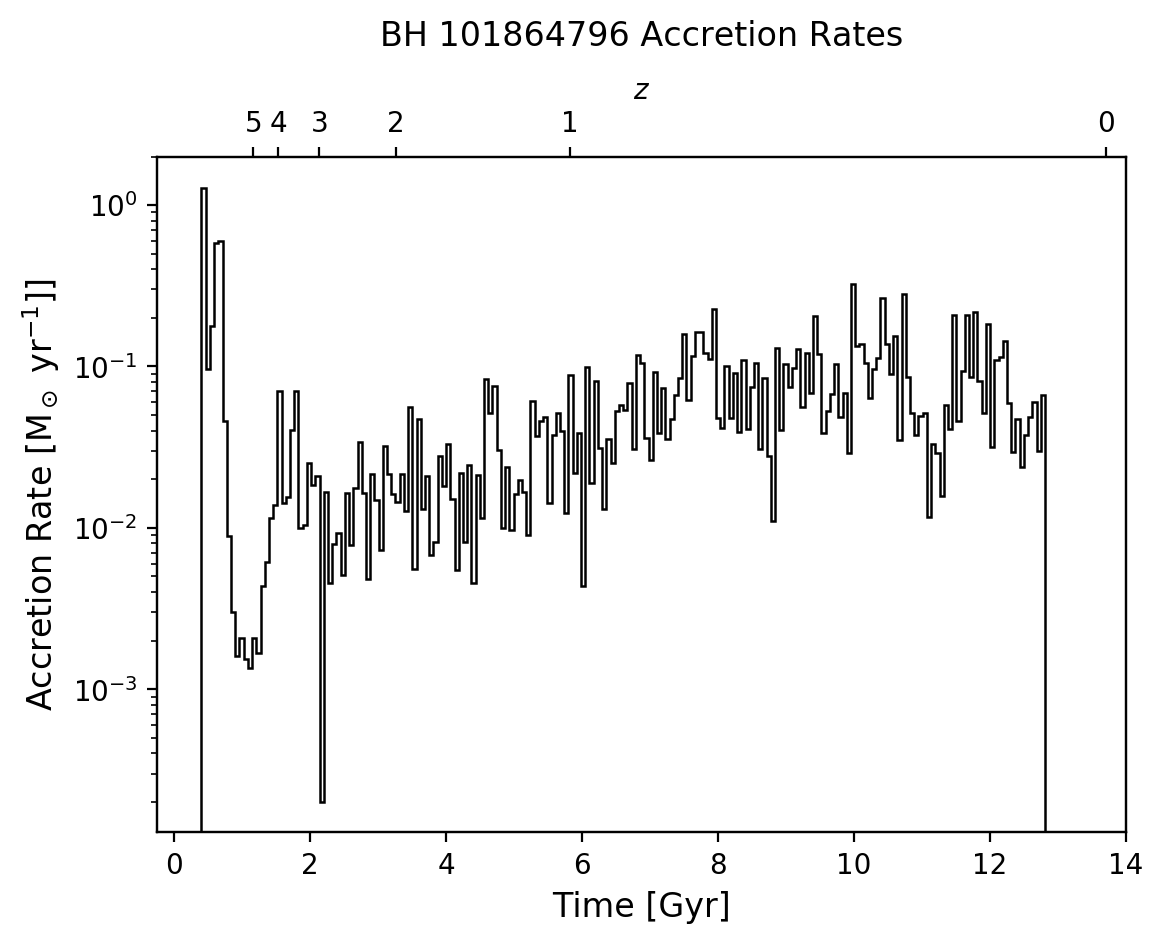 BH 101864796 Accretion Rates
z
5 4 3 2 1 0
10⁰
10⁻¹
10⁻²
10⁻³
Accretion Rate [M⊙ yr⁻¹]]
0 2 4 6 8 10 12 14
Time [Gyr]